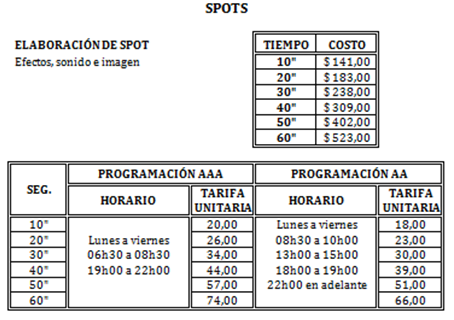 SPOTS
ELABORACIÓN DE SPOT
Efectos, sonido e imagen
TIEMPO COSTO
10" $ 141,00
20" $ 183,00
30" $ 238,00
40" $ 309,00
50" $ 402,00
60" $ 523,00
SEG. PROGRAMACIÓN AAA PROGRAMACIÓN AA
HORARIO TARIFA UNITARIA HORARIO TARIFA UNITARIA
10" 20,00 Lunes a viernes 18,00
20" Lunes a viernes 26,00 08h30 a 10h00 23,00
30" 06h30 a 08h30 34,00 13h00 a 15h00 30,00
40" 19h00 a 22h00 44,00 18h00 a 19h00 39,00
50" 57,00 22h00 en adelante 51,00
60" 74,00 66,00